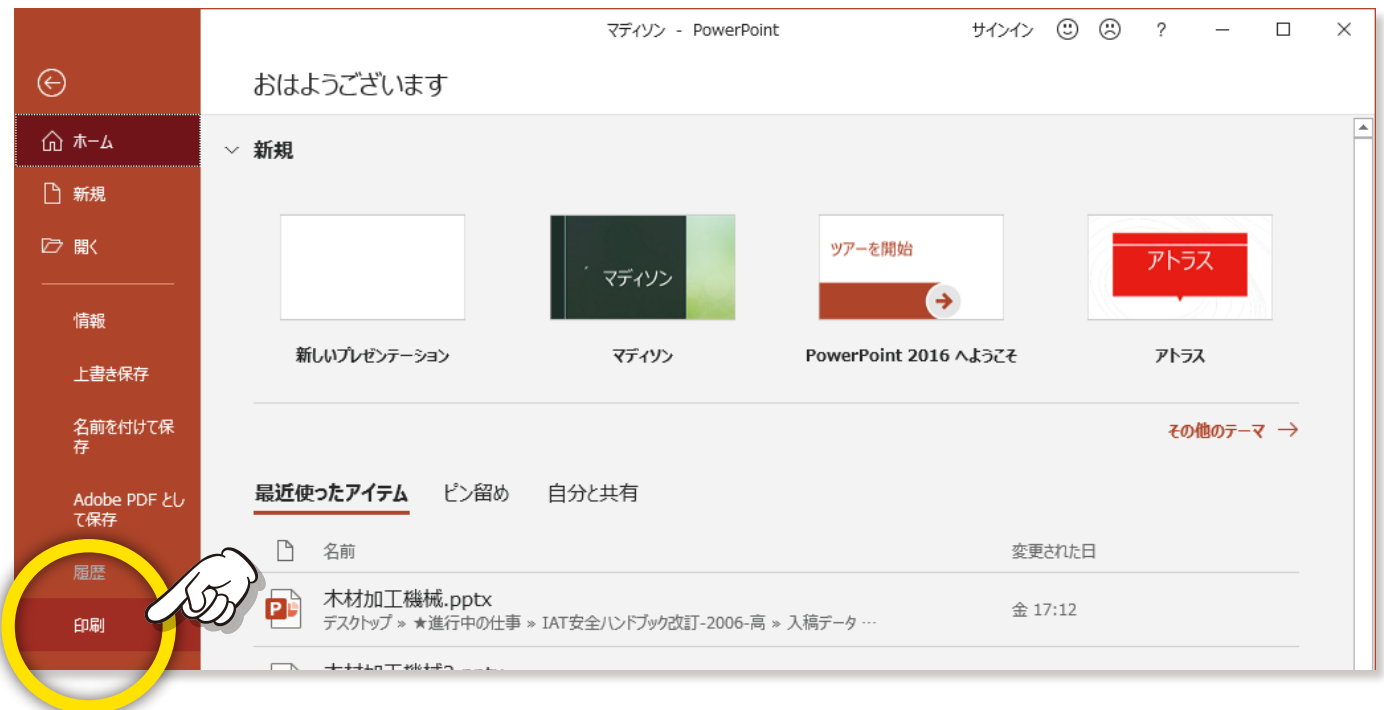 マディソン - PowerPoint
サインイン
?
おはようございます
ホーム
新規
開く
情報
上書き保存
名前を付けて保
存
Adobe PDF とし
て保存
履歴
印刷
新規
マディソン
ツアーを開始
アトラス
新しいプレゼンテーション
マディソン
PowerPoint 2016 へようこそ
アトラス
その他のテーマ →
最近使ったアイテム
ピン留め
自分と共有
名前
変更された日
木材加工機械.pptx
金 17:12
デスクトップ » ★進行中の仕事 » IAT安全ハンドブック改訂-2006-高 » 入稿データ …